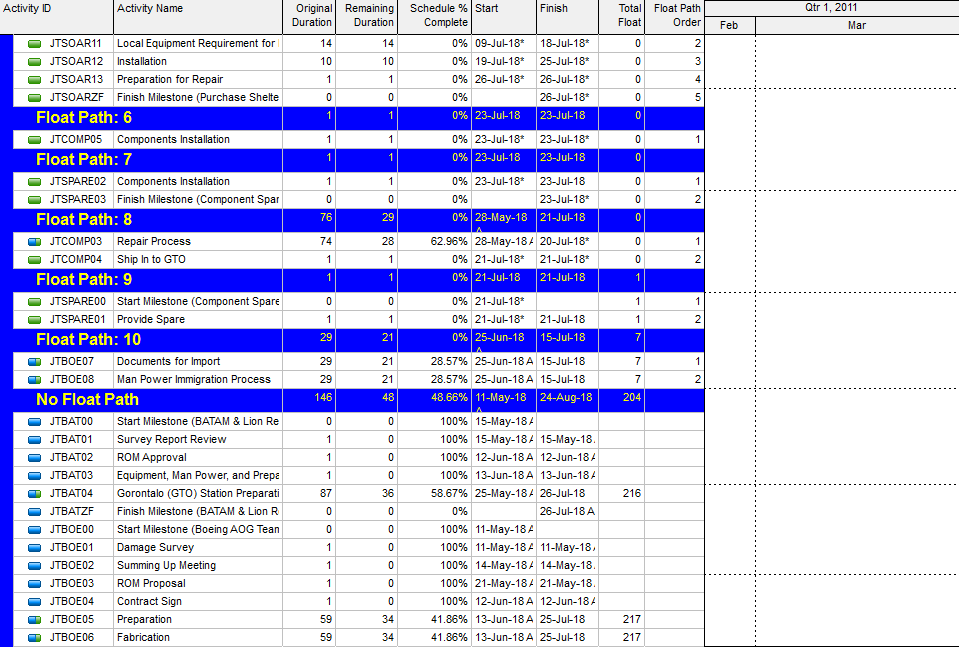 Activity ID Activity Name Original Duration Remaining Duration Schedule % Complete Start Finish Total Float Float Path Order Qtr 1, 2011
Feb Mar
JTSOAR11 Local Equipment Requirement for 14 14 0% 09-Jul-18* 18-Jul-18* 0 2
JTSOAR12 Installation 10 10 0% 19-Jul-18* 25-Jul-18* 0 3
JTSOAR13 Preparation for Repair 1 1 0% 26-Jul-18* 26-Jul-18* 0 4
JTSOARZF Finish Milestone (Purchase Shelte 0 0 0% 26-Jul-18* 0 5
Float Path: 6 1 1 0% 23-Jul-18 23-Jul-18 0
JTCOMP05 Components Installation 1 1 0% 23-Jul-18* 23-Jul-18* 0 1
Float Path: 7 1 1 0% 23-Jul-18 23-Jul-18 0
JTSPARE02 Components Installation 1 1 0% 23-Jul-18* 23-Jul-18 0 1
JTSPARE03 Finish Milestone (Component Spar 0 0 0% 23-Jul-18* 0 2
Float Path: 8 76 29 0% 28-May-18 21-Jul-18 0
JTCOMP03 Repair Process 74 28 62.96% 28-May-18 A 20-Jul-18* 0 1
JTCOMP04 Ship In to GTO 1 1 0% 21-Jul-18* 21-Jul-18* 0 2
Float Path: 9 1 1 0% 21-Jul-18 21-Jul-18 1
JTSPARE00 Start Milestone (Component Spare 0 0 0% 21-Jul-18* 1 1
JTSPARE01 Provide Spare 1 1 0% 21-Jul-18* 21-Jul-18 1 2
Float Path: 10 29 21 0% 25-Jun-18 15-Jul-18 7
JTBOE07 Documents for Import 29 21 28.57% 25-Jun-18 A 15-Jul-18 7 1
JTBOE08 Man Power Immigration Process 29 21 28.57% 25-Jun-18 A 15-Jul-18 7 2
No Float Path 146 48 48.66% 11-May-18 24-Aug-18 204
JTBAT00 Start Milestone (BATAM & Lion Re 0 0 100% 15-May-18 A
JTBAT01 Survey Report Review 1 0 100% 15-May-18 A 15-May-18
JTBAT02 ROM Approval 1 0 100% 12-Jun-18 A 12-Jun-18 A
JTBAT03 Equipment, Man Power, and Prepa 1 0 100% 13-Jun-18 A 13-Jun-18 A
JTBAT04 Gorontalo (GTO) Station Preparati 87 36 58.67% 25-May-18 A 26-Jul-18 216
JTBATZF Finish Milestone (BATAM & Lion R 0 0 0% 26-Jul-18 A
JTBOE00 Start Milestone (Boeing AOG Team 0 0 100% 11-May-18 A
JTBOE01 Damage Survey 1 0 100% 11-May-18 A 11-May-18
JTBOE02 Summing Up Meeting 1 0 100% 14-May-18 A 14-May-18
JTBOE03 ROM Proposal 1 0 100% 21-May-18 A 21-May-18
JTBOE04 Contract Sign 1 0 100% 12-Jun-18 A 12-Jun-18 A
JTBOE05 Preparation 59 34 41.86% 13-Jun-18 A 25-Jul-18 217
JTBOE06 Fabrication 59 34 41.86% 13-Jun-18 A 25-Jul-18 217